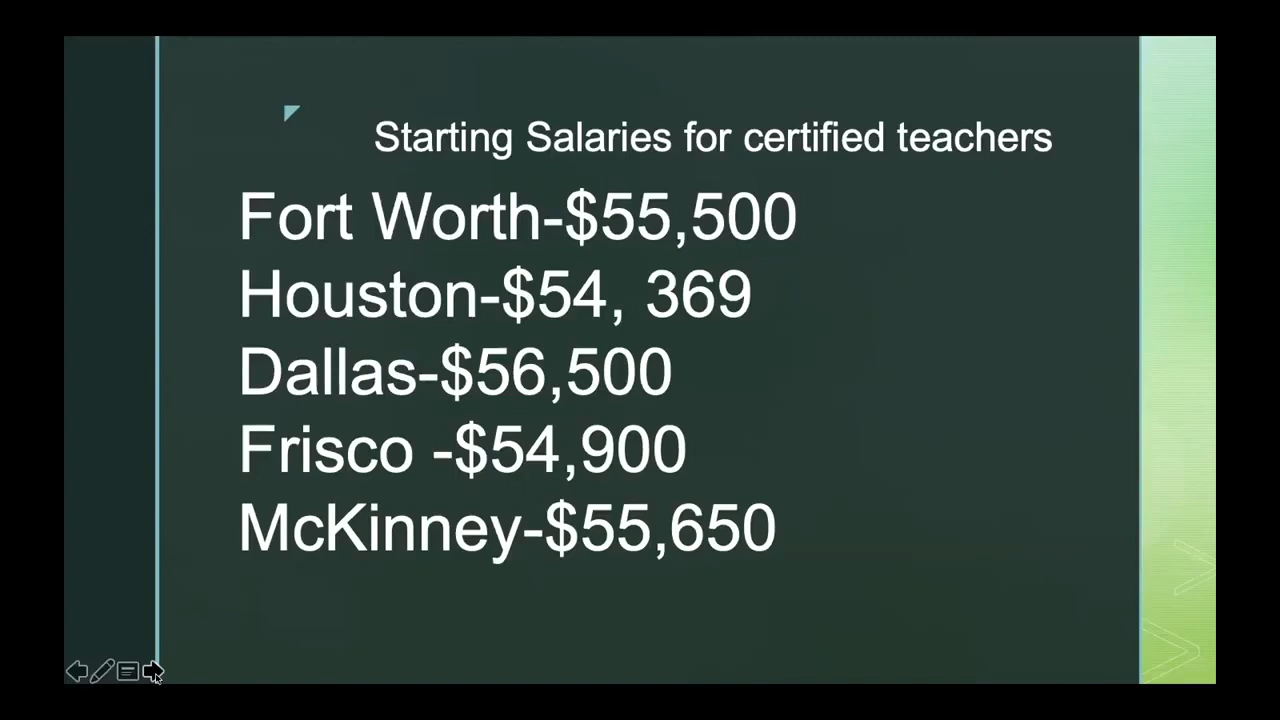 Starting Salaries for certified teachers
Fort Worth-$55,500
Houston-$54, 369
Dallas-$56,500
Frisco -$54,900
McKinney-$55,650